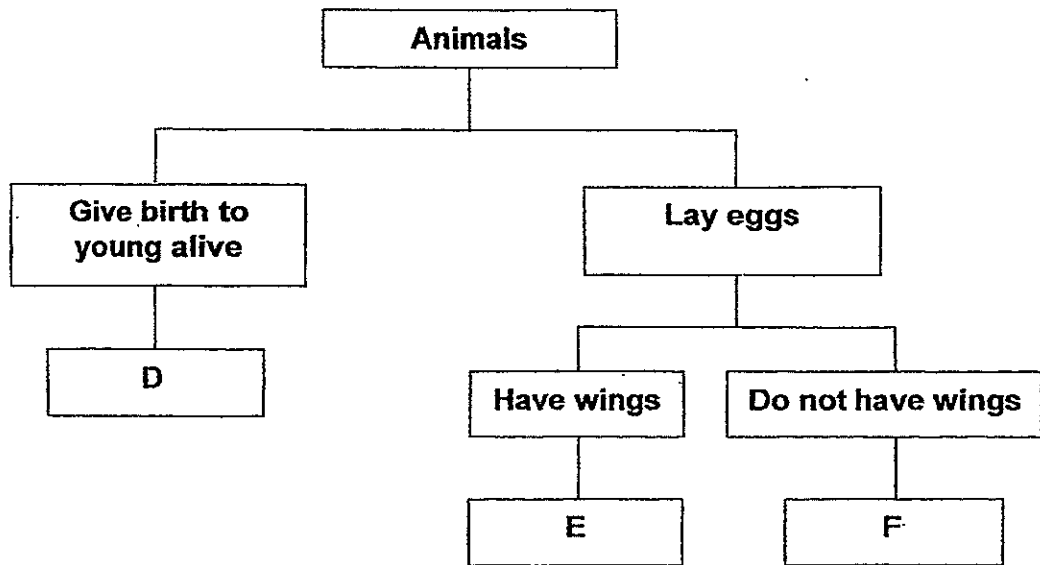 Animals
Give birth to
young alive
Lay eggs
D
Have wings
Do not have wings
E
F